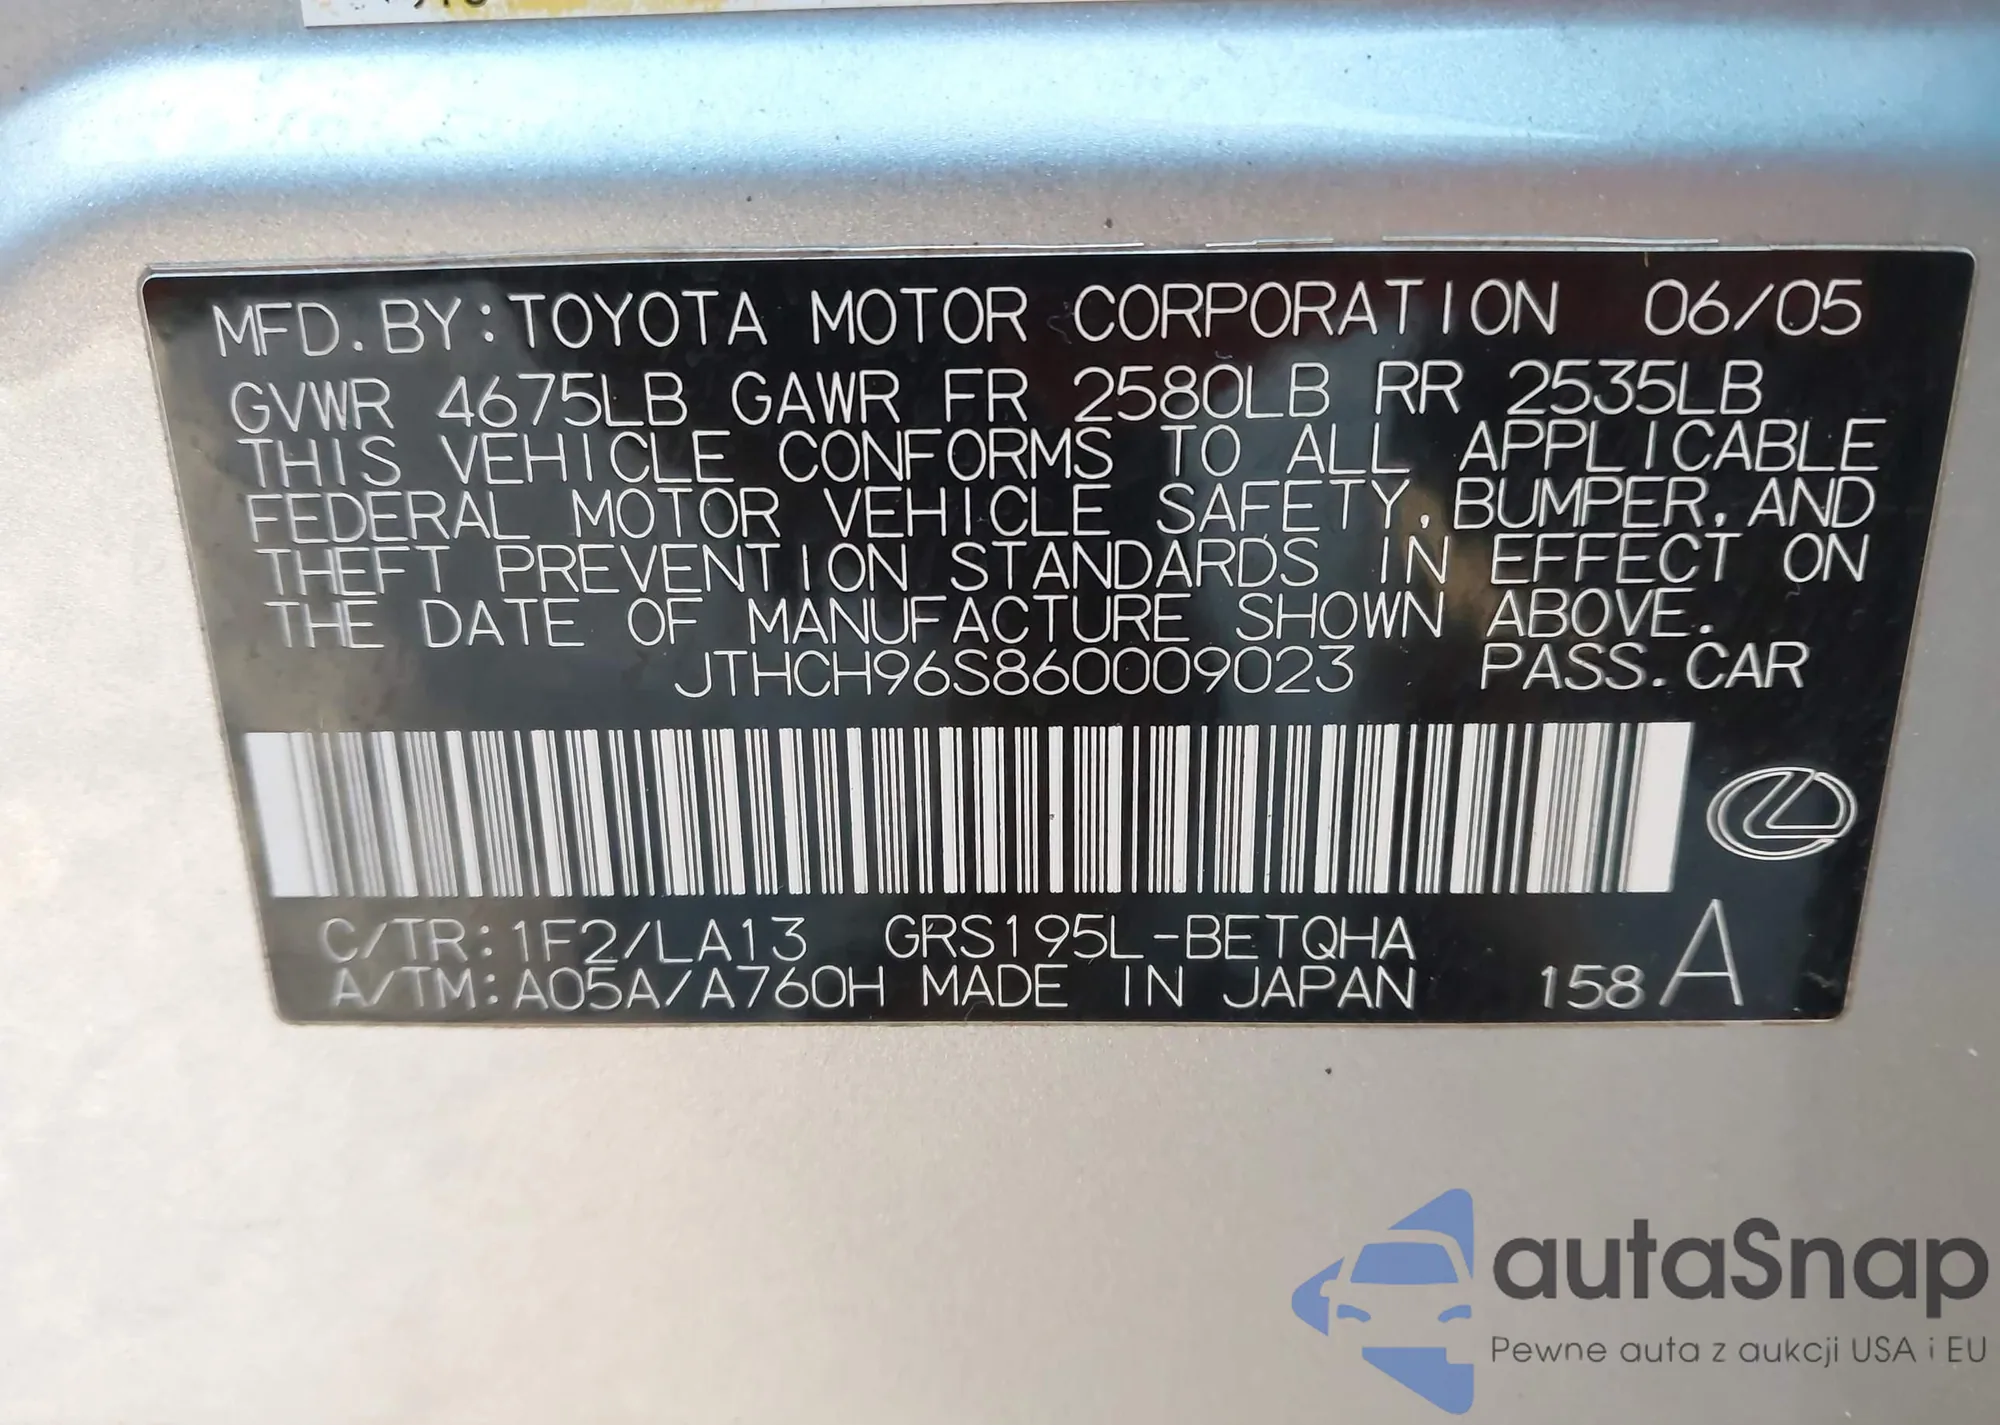 MFD. BY: TOYOTA MOTOR CORPORATION 06/05
GVWR 4675LB GAWR FR 2580LB RR 2535LB
THIS VEHICLE CONFORMS TO ALL APPLICABLE
FEDERAL MOTOR VEHICLE SAFETY, BUMPER, AND
THEFT PREVENTION STANDARDS IN EFFECT ON
THE DATE OF MANUFACTURE SHOWN ABOVE.
JTHCH96S860009023 PASS. CAR
C/TR: 1F2/LA13 GRS195L-BETQHA
A/TM: A05A/A760H MADE IN JAPAN 158 A
autaSnap
Pewne auta z aukcji USA i EU